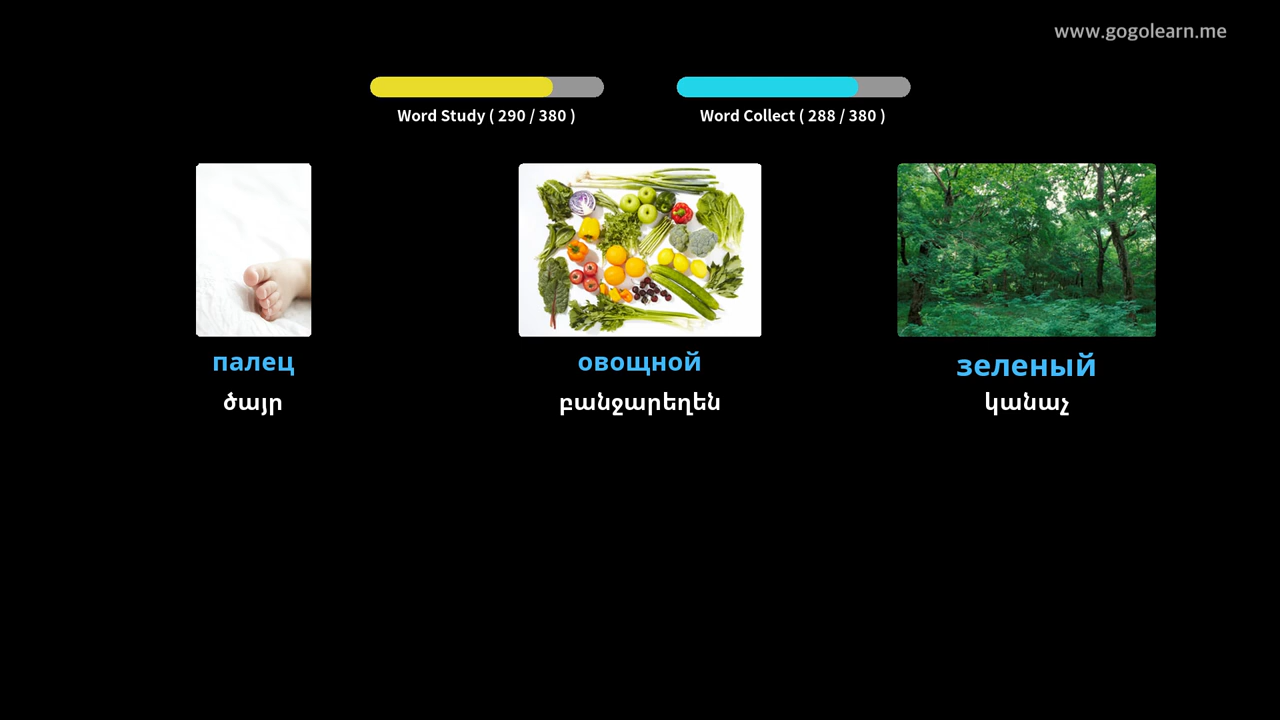 www.gogolearn.me
Word Study ( 290 / 380 )
Word Collect ( 288 / 380 )
палец
овощной
зеленый
ծայր
բանջարեղեն
կանաչ